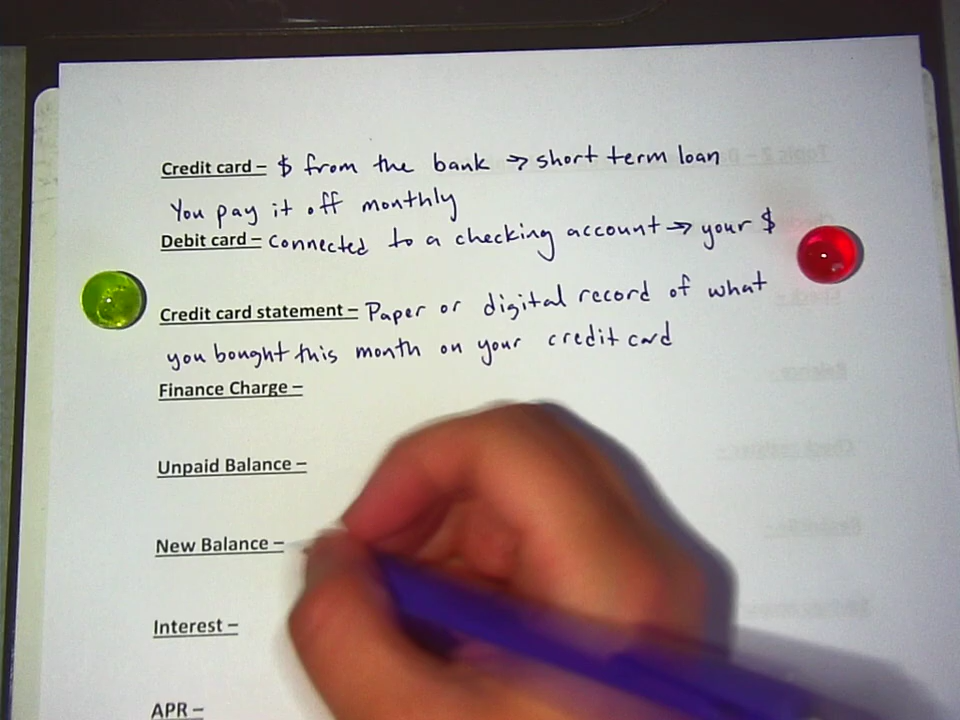 Credit card – $ from the bank → short term loan
You pay it off monthly
Debit card – connected to a checking account → your $
Credit card statement – Paper or digital record of what
you bought this month on your credit card
Finance Charge –
Unpaid Balance –
New Balance –
Interest –
APR –